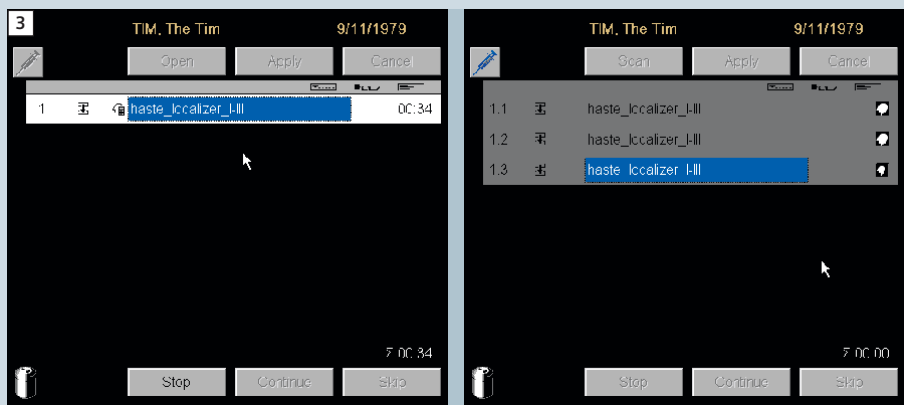 3
TIM, The Tim 9/11/1979
Open Apply Cancel
1 haste_localizer_I-III 00:34
Σ 00:34
Stop Continue Skip
TIM, The Tim 9/11/1979
Scan Apply Cancel
1.1 haste_localizer_I-III
1.2 haste_localizer_I-III
1.3 haste_localizer_I-III
Σ 00:00
Stop Continue Skip